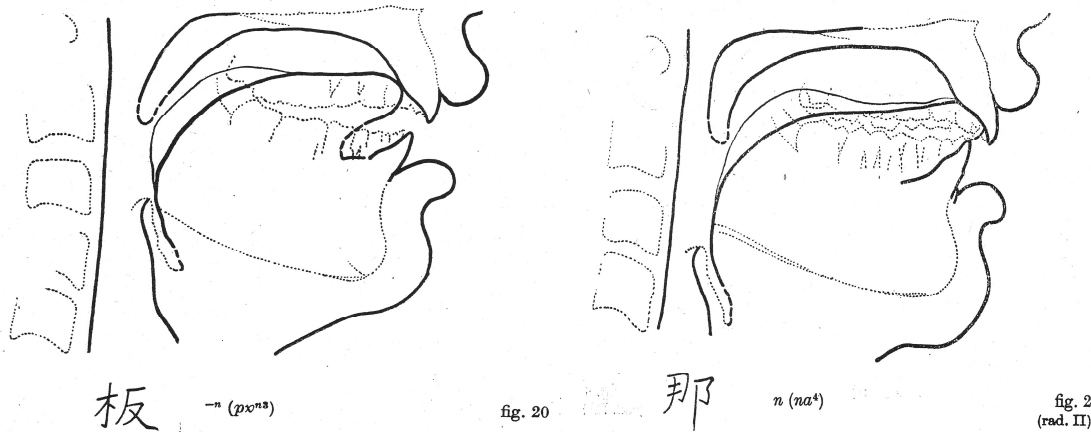 板 -ⁿ (pxⁿ³) fig. 20
那 n (na⁴) fig. 2
(rad. II)